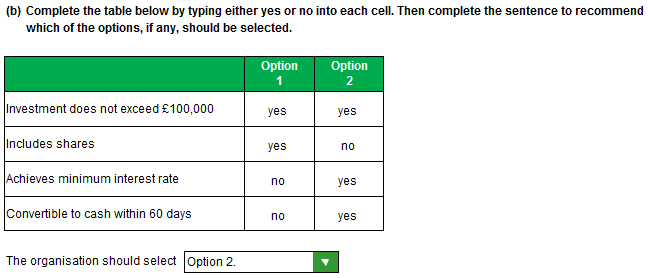 (b) Complete the table below by typing either yes or no into each cell. Then complete the sentence to recommend
which of the options, if any, should be selected.
Option 1 Option 2
Investment does not exceed £100,000 yes yes
Includes shares yes no
Achieves minimum interest rate no yes
Convertible to cash within 60 days no yes
The organisation should select Option 2.